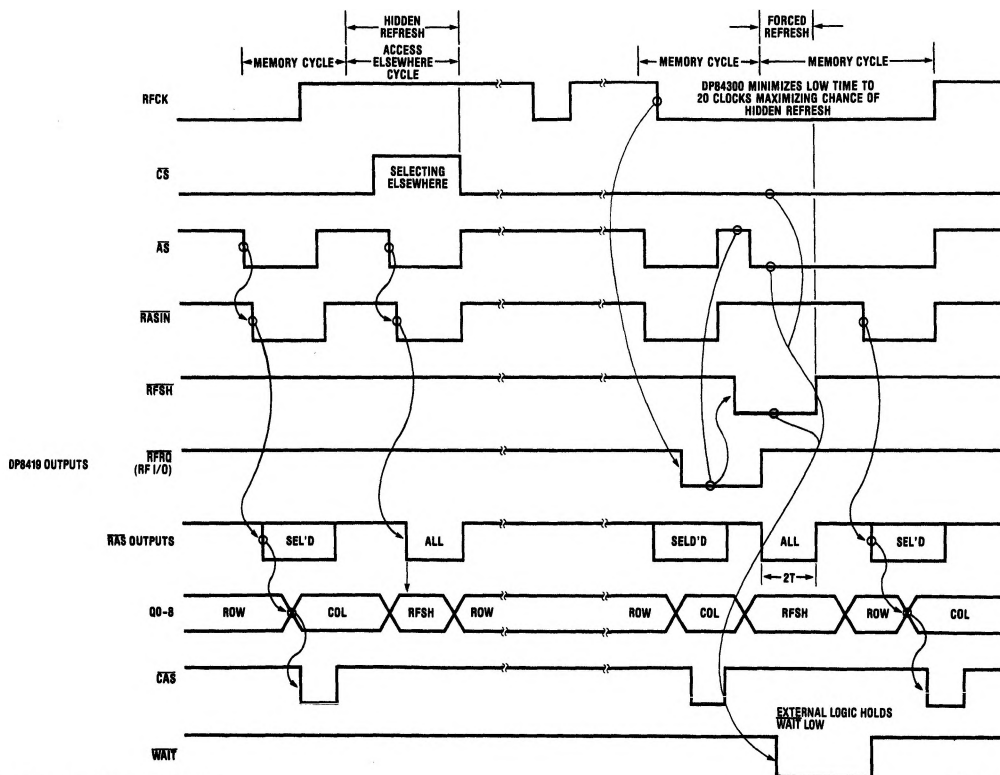 HIDDEN
REFRESH
FORCED
REFRESH
MEMORY CYCLE
ACCESS
ELSEWHERE
CYCLE
MEMORY CYCLE
MEMORY CYCLE
RFCK
DP84300 MINIMIZES LOW TIME TO
20 CLOCKS MAXIMIZING CHANCE OF
HIDDEN REFRESH
CS
SELECTING
ELSEWHERE
AS
RASIN
RFSH
DP8419 OUTPUTS
RFRQ
(RF I/O)
RAS OUTPUTS
SEL'D
ALL
SELD'D
ALL
SEL'D
2T
Q0-8
ROW
COL
RFSH
ROW
ROW
COL
RFSH
ROW
COL
CAS
EXTERNAL LOGIC HOLDS
WAIT LOW
WAIT